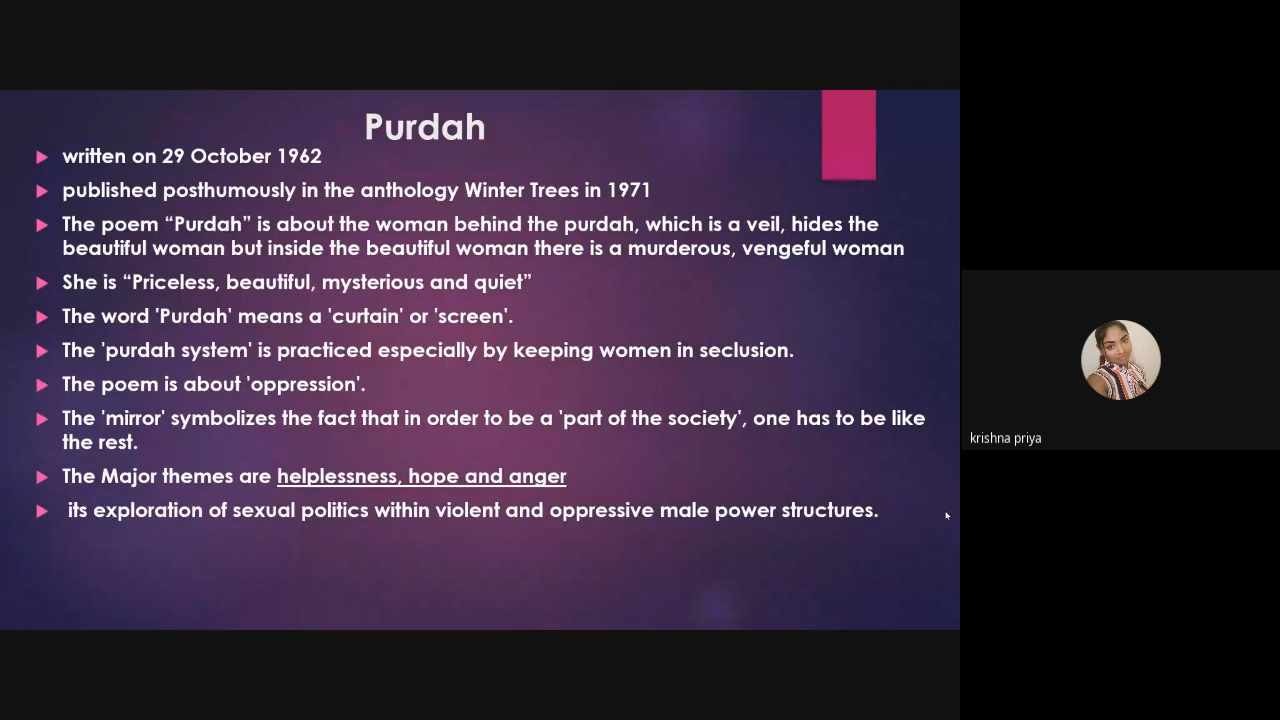 Purdah
written on 29 October 1962
published posthumously in the anthology Winter Trees in 1971
The poem “Purdah” is about the woman behind the purdah, which is a veil, hides the
beautiful woman but inside the beautiful woman there is a murderous, vengeful woman
She is “Priceless, beautiful, mysterious and quiet”
The word 'Purdah' means a 'curtain' or 'screen'.
The 'purdah system' is practiced especially by keeping women in seclusion.
The poem is about 'oppression'.
The 'mirror' symbolizes the fact that in order to be a 'part of the society', one has to be like
the rest.
The Major themes are helplessness, hope and anger
its exploration of sexual politics within violent and oppressive male power structures.
krishna priya